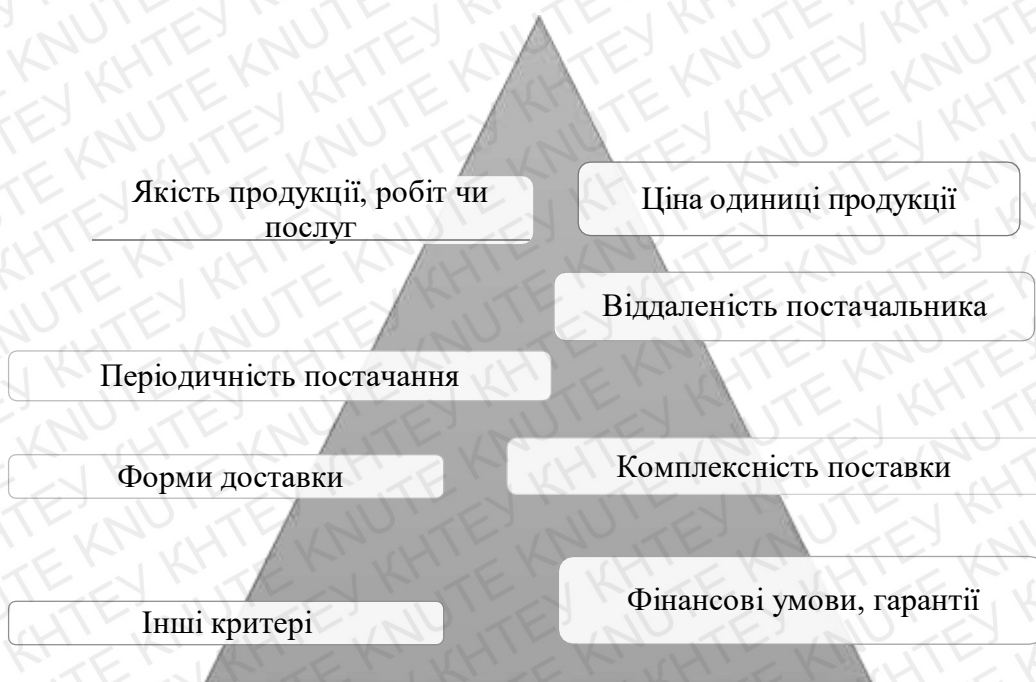 Якість продукції, робіт чи
послуг
Ціна одиниці продукції
Віддаленість постачальника
Періодичність постачання
Форми доставки
Комплексність поставки
Фінансові умови, гарантії
Інші критері